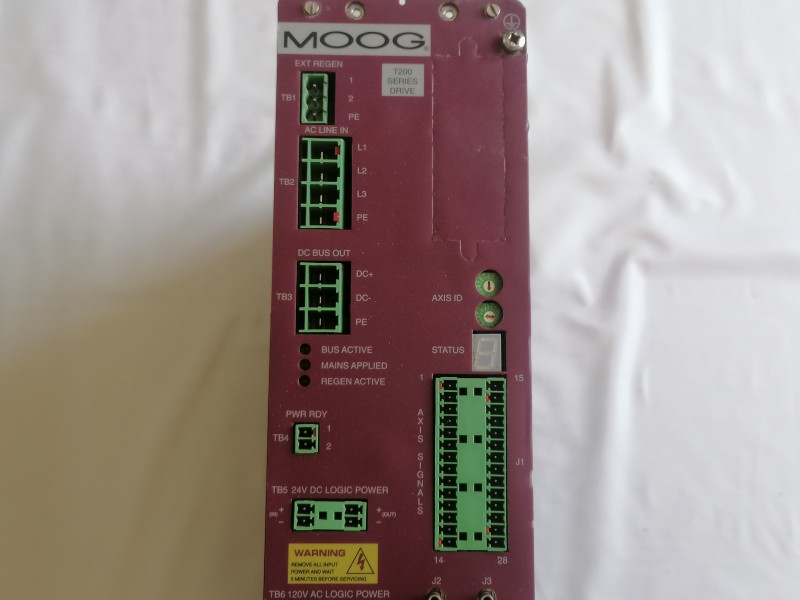 MOOG®
EXT REGEN
T200
SERIES
DRIVE
TB1
1
2
PE
AC LINE IN
TB2
L1
L2
L3
PE
DC BUS OUT
TB3
DC+
DC-
PE
AXIS ID
BUS ACTIVE
MAINS APPLIED
REGEN ACTIVE
STATUS
1
15
AXIS SIGNALS
J1
14
28
PWR RDY
TB4
1
2
TB5 24V DC LOGIC POWER
(IN)
+
−
+
−
(OUT)
WARNING
REMOVE ALL INPUT
POWER AND WAIT
5 MINUTES BEFORE SERVICING
TB6 120V AC LOGIC POWER
J2
J3